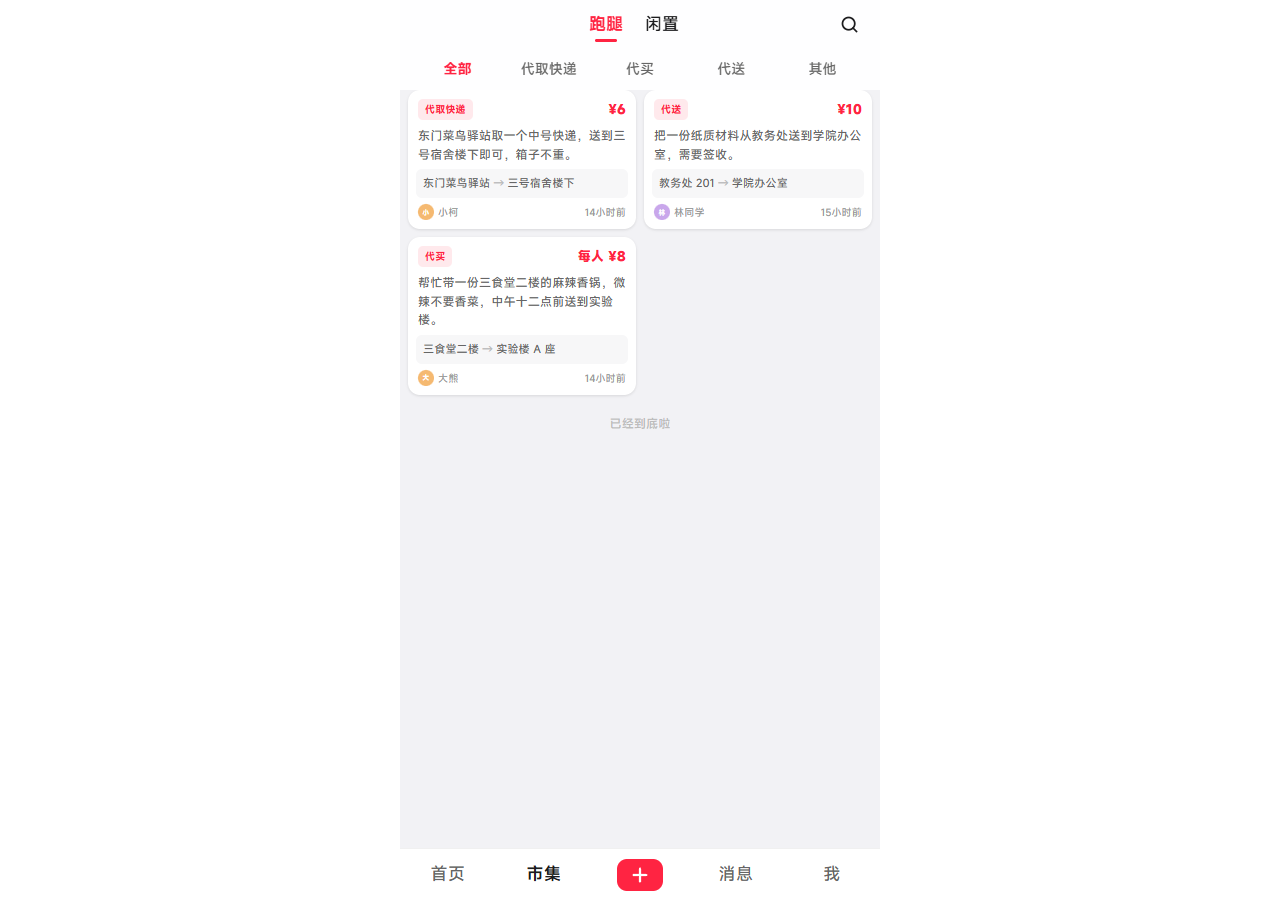 跑腿 闲置
全部 代取快递 代买 代送 其他
代取快递 ¥6
东门菜鸟驿站取一个中号快递，送到三
号宿舍楼下即可，箱子不重。
东门菜鸟驿站 → 三号宿舍楼下
小 小柯 14小时前
代送 ¥10
把一份纸质材料从教务处送到学院办公
室，需要签收。
教务处 201 → 学院办公室
林 林同学 15小时前
代买 每人 ¥8
帮忙带一份三食堂二楼的麻辣香锅，微
辣不要香菜，中午十二点前送到实验
楼。
三食堂二楼 → 实验楼 A 座
大 大熊 14小时前
已经到底啦
首页 市集 + 消息 我